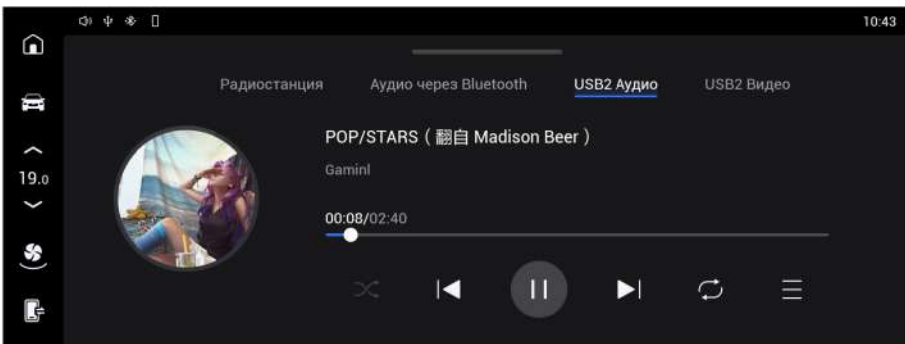 10:43
Радиостанция Аудио через Bluetooth USB2 Аудио USB2 Видео
POP/STARS（翻自 Madison Beer）
19.0
Gaminl
00:08/02:40